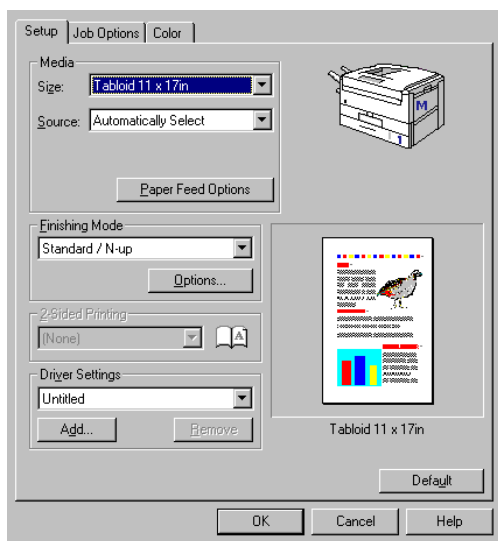 Setup Job Options Color
Media
Size: Tabloid 11 x 17in
Source: Automatically Select
Paper Feed Options
M
1
Finishing Mode
Standard / N-up
Options...
2-Sided Printing
(None)
A
Driver Settings
Untitled
Add... Remove
Tabloid 11 x 17in
Default
OK Cancel Help